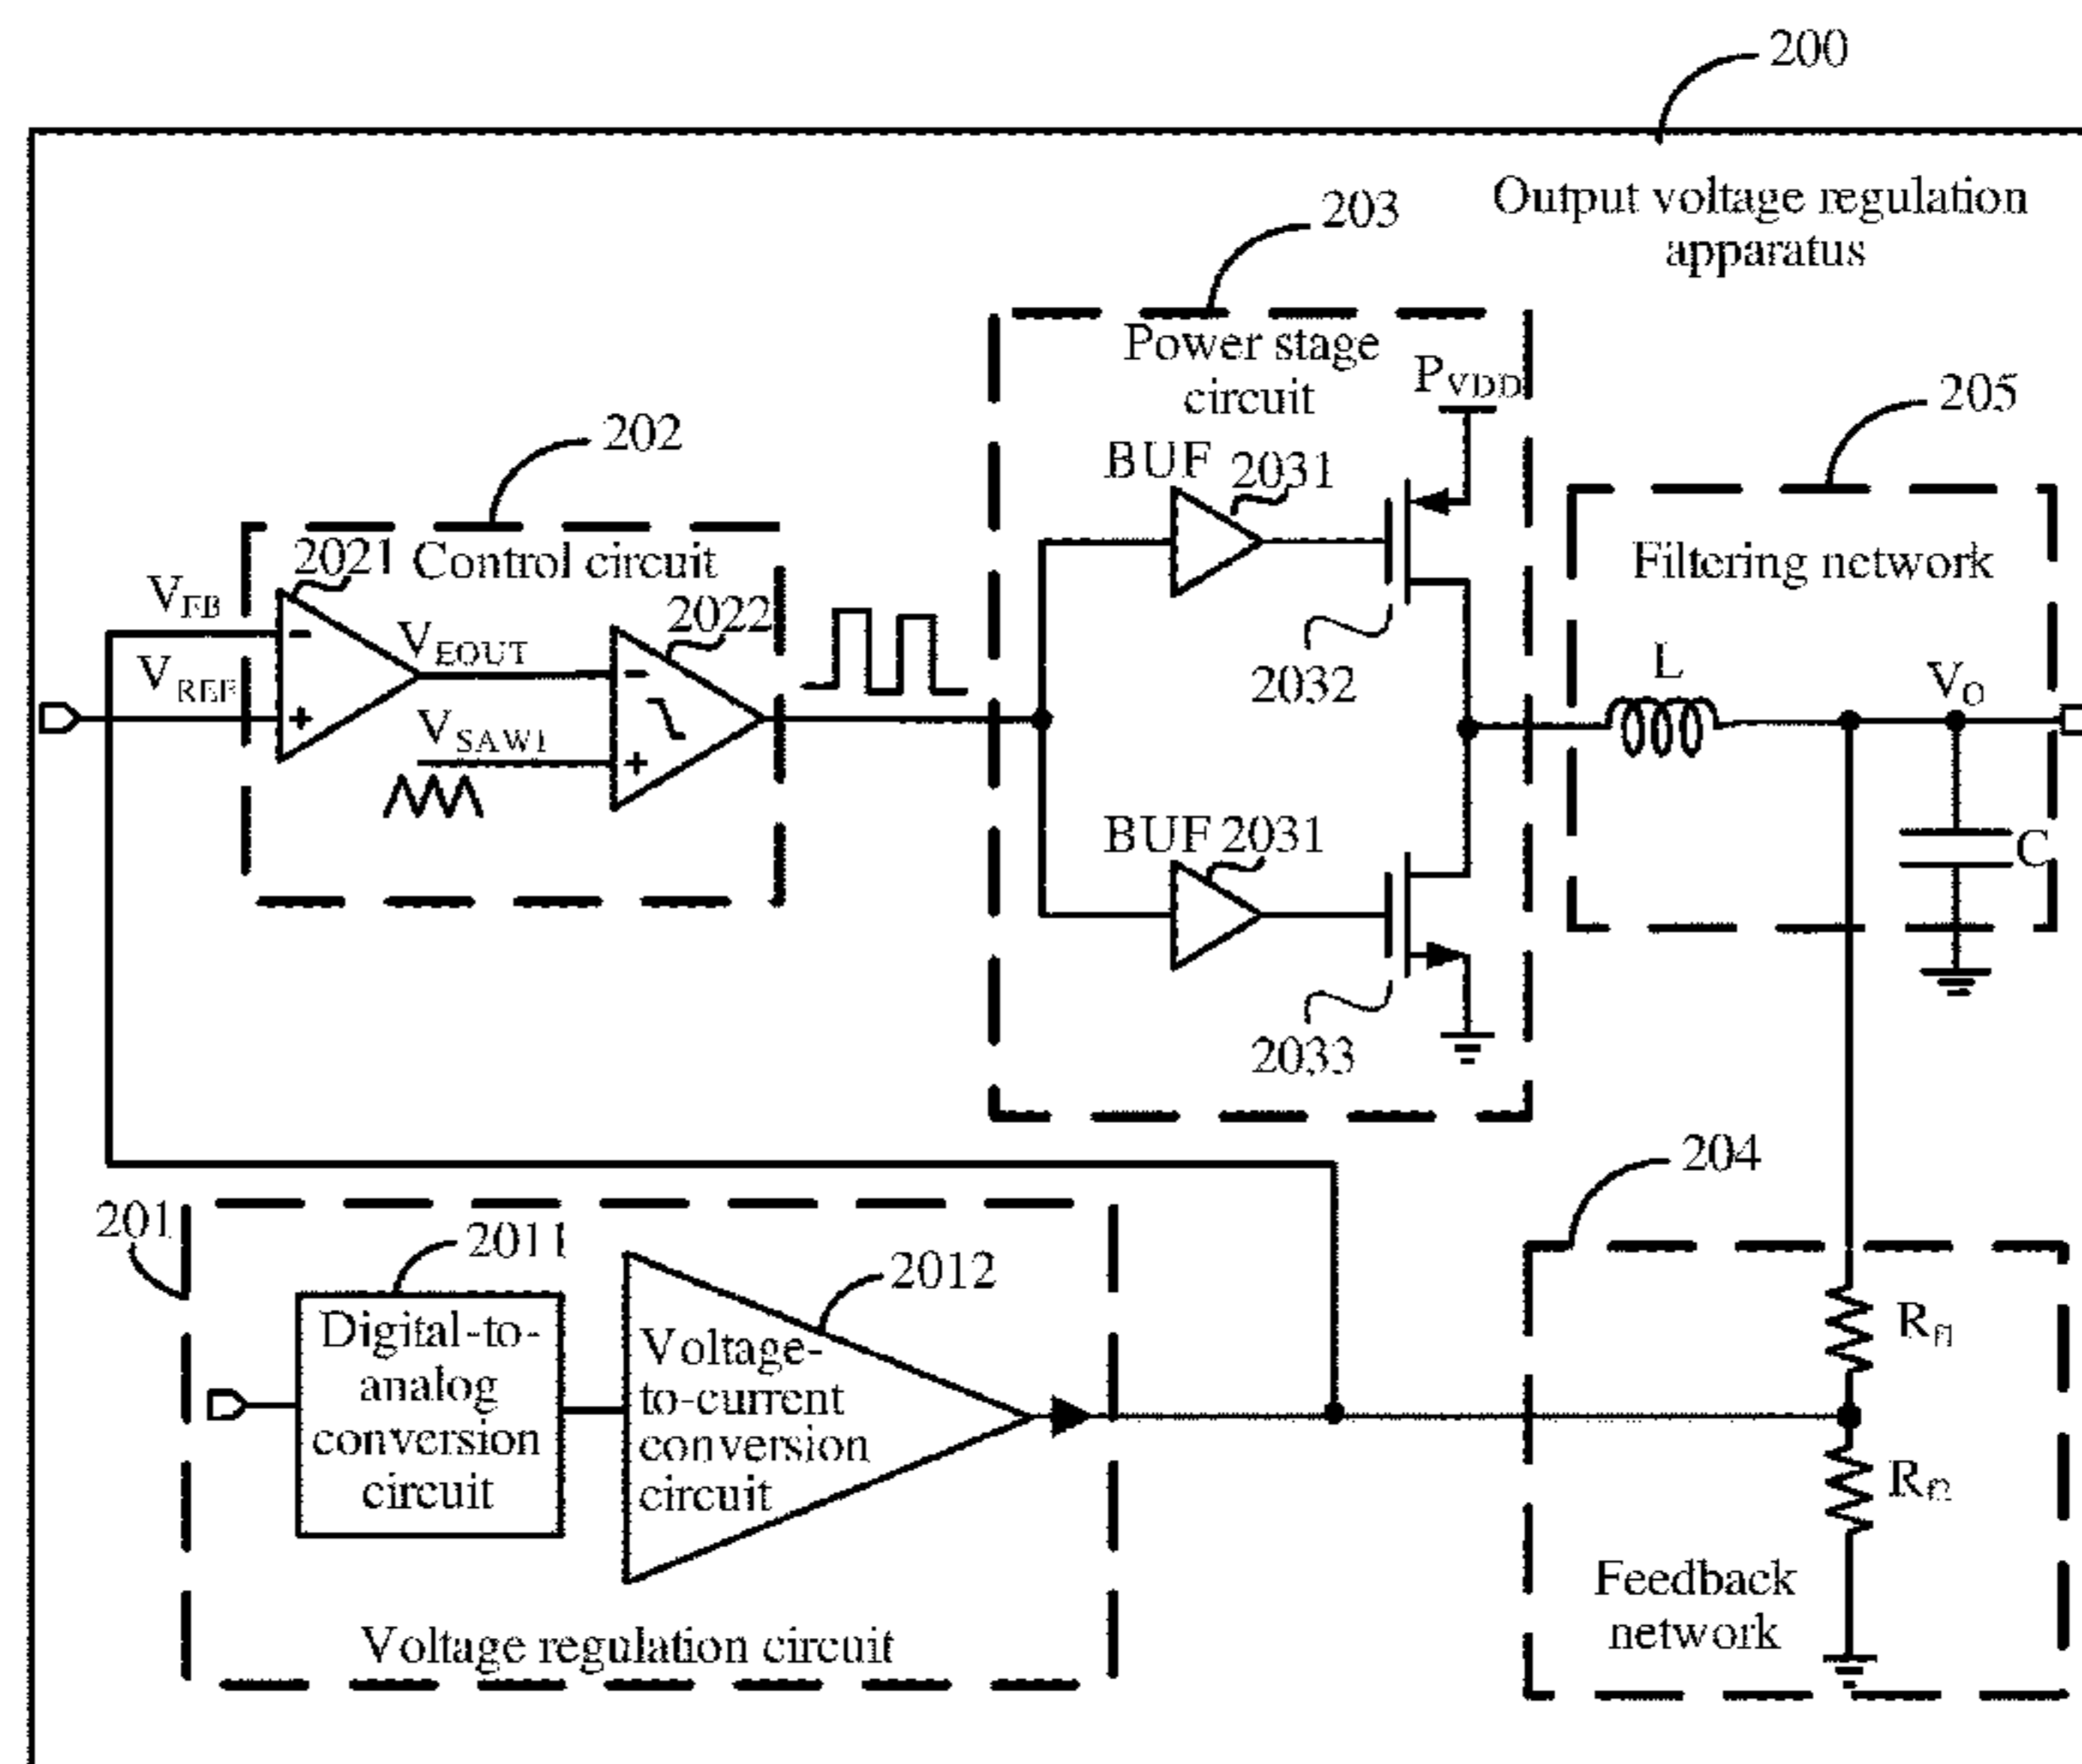 200
Output voltage regulation
apparatus
203
Power stage
circuit
PVDD
205
202
BUF 2031
2021 Control circuit
Filtering network
VFB
2022
VEOUT
VREF
2032
L
VO
VSAW1
BUF 2031
C
2033
204
201
2011
2012
Digital-to-
analog
conversion
circuit
Voltage-
to-current
conversion
circuit
Rf1
Rf2
Feedback
network
Voltage regulation circuit